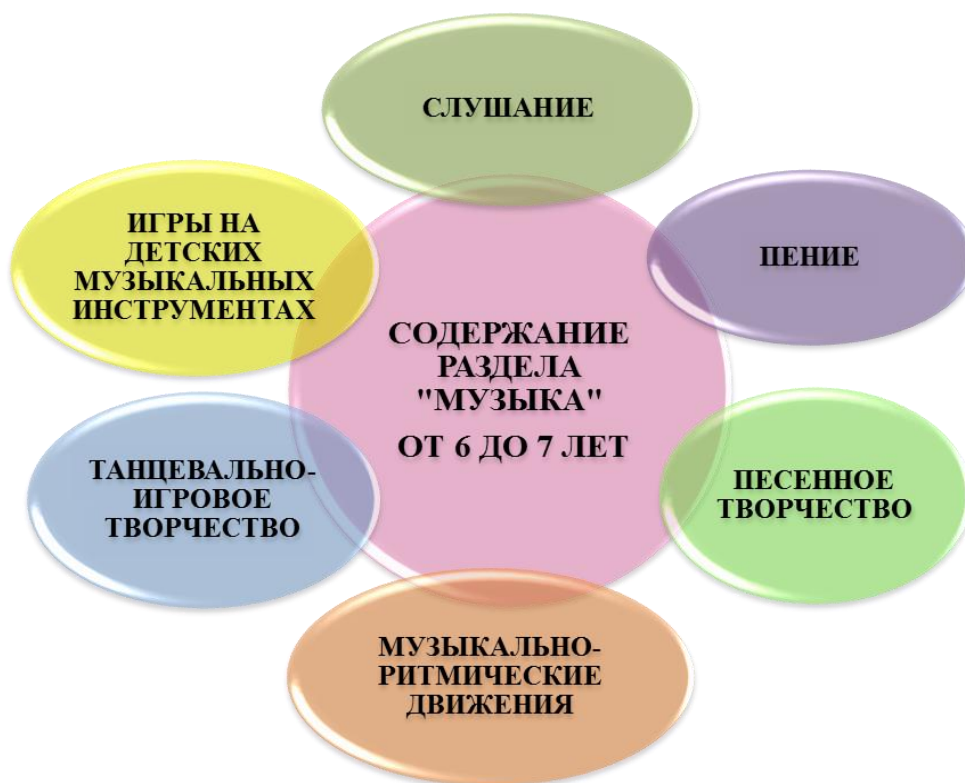 СЛУШАНИЕ
ПЕНИЕ
ПЕСЕННОЕ
ТВОРЧЕСТВО
МУЗЫКАЛЬНО-
РИТМИЧЕСКИЕ
ДВИЖЕНИЯ
ТАНЦЕВАЛЬНО-
ИГРОВОЕ
ТВОРЧЕСТВО
ИГРЫ НА
ДЕТСКИХ
МУЗЫКАЛЬНЫХ
ИНСТРУМЕНТАХ
СОДЕРЖАНИЕ
РАЗДЕЛА
"МУЗЫКА"
ОТ 6 ДО 7 ЛЕТ